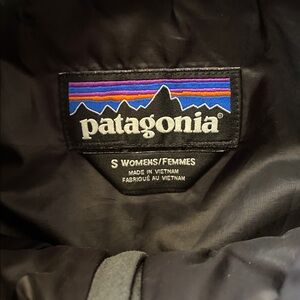 patagonia®
S WOMENS/FEMMES
MADE IN VIETNAM
FABRIQUÉ AU VIETNAM